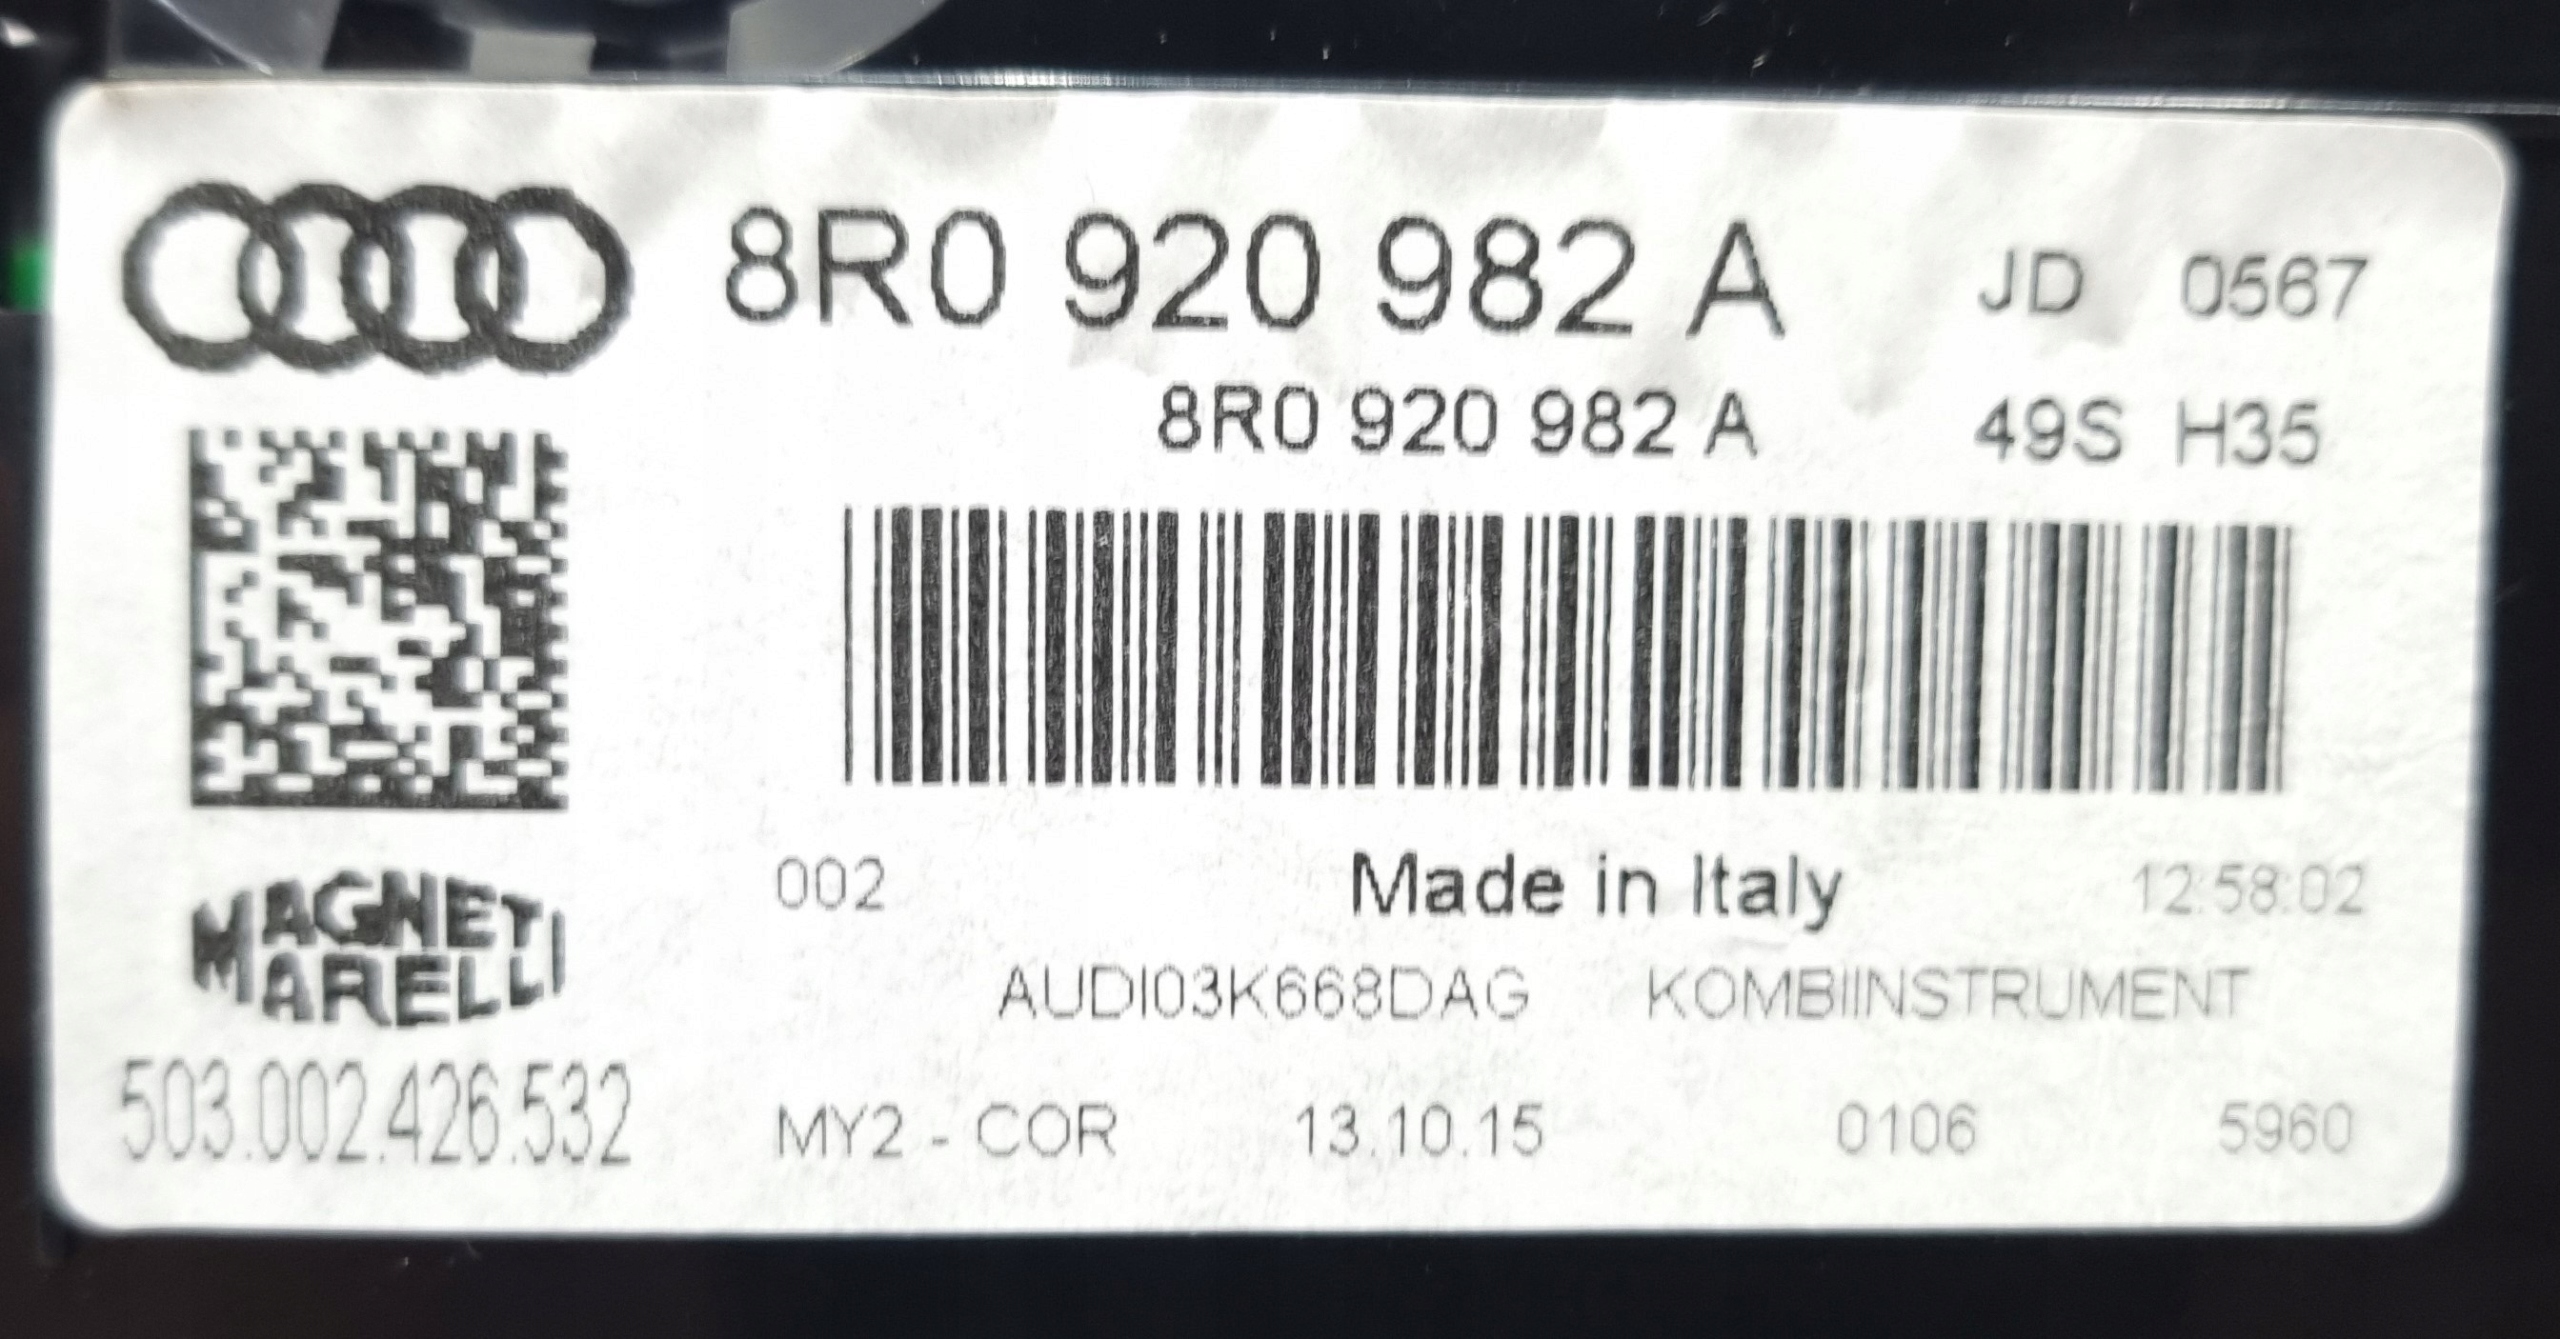 8R0 920 982 A JD 0567
8R0 920 982 A 49S H35
002 Made in Italy 12:58:02
MAGNETI
MARELLI
AUDI03K668DAG KOMBIINSTRUMENT
503.002.426.532 MY2 - COR 13.10.15 0106 5960